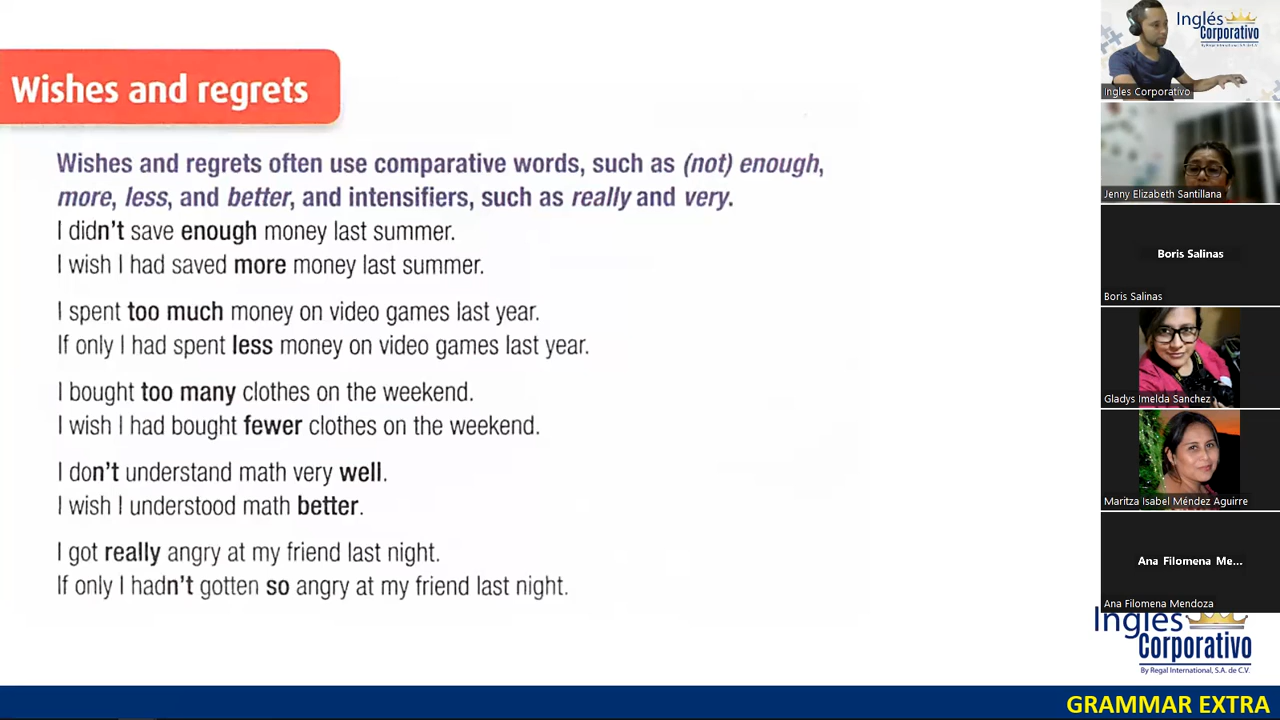 Wishes and regrets
Wishes and regrets often use comparative words, such as (not) enough,
more, less, and better, and intensifiers, such as really and very.
I didn't save enough money last summer.
I wish I had saved more money last summer.
I spent too much money on video games last year.
If only I had spent less money on video games last year.
I bought too many clothes on the weekend.
I wish I had bought fewer clothes on the weekend.
I don't understand math very well.
I wish I understood math better.
I got really angry at my friend last night.
If only I hadn't gotten so angry at my friend last night.
Inglés
Corporativo
By Regal International, S.A. de C.V.
Ingles Corporativo
Jenny Elizabeth Santillana
Boris Salinas
Boris Salinas
Gladys Imelda Sanchez
Maritza Isabel Méndez Aguirre
Ana Filomena Me...
Ana Filomena Mendoza
Inglés
Corporativo
By Regal International, S.A. de C.V.
GRAMMAR EXTRA